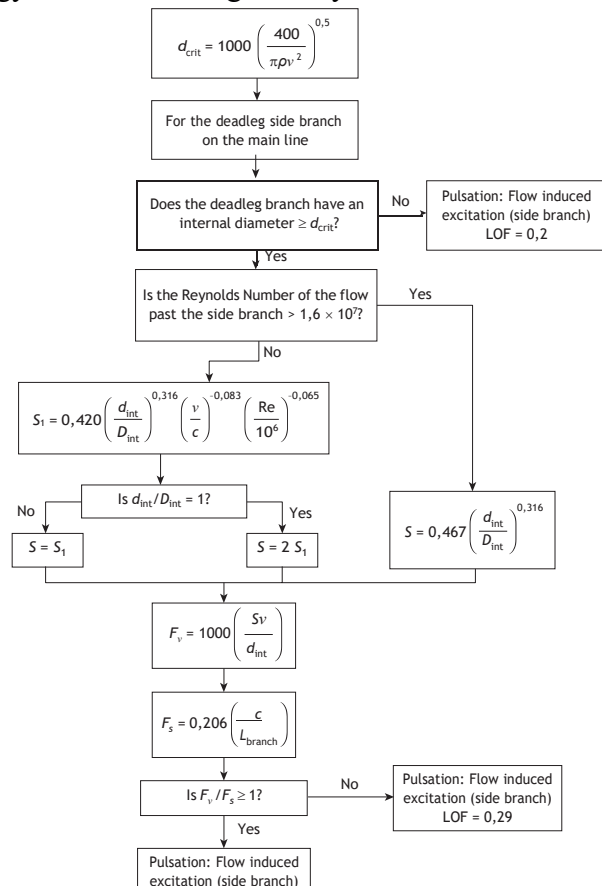 d_crit = 1000 (400 / πρv²)^0,5
For the deadleg side branch
on the main line
Does the deadleg branch have an
internal diameter ≥ d_crit?
No
Pulsation: Flow induced
excitation (side branch)
LOF = 0,2
Yes
Is the Reynolds Number of the flow
past the side branch > 1,6 × 10⁷?
Yes
No
S₁ = 0,420 (d_int / D_int)^0,316 (v / c)^-0,083 (Re / 10⁶)^-0,065
Is d_int/D_int = 1?
No
Yes
S = S₁
S = 2 S₁
S = 0,467 (d_int / D_int)^0,316
F_v = 1000 (Sv / d_int)
F_s = 0,206 (c / L_branch)
Is F_v/F_s ≥ 1?
No
Pulsation: Flow induced
excitation (side branch)
LOF = 0,29
Yes
Pulsation: Flow induced
excitation (side branch)